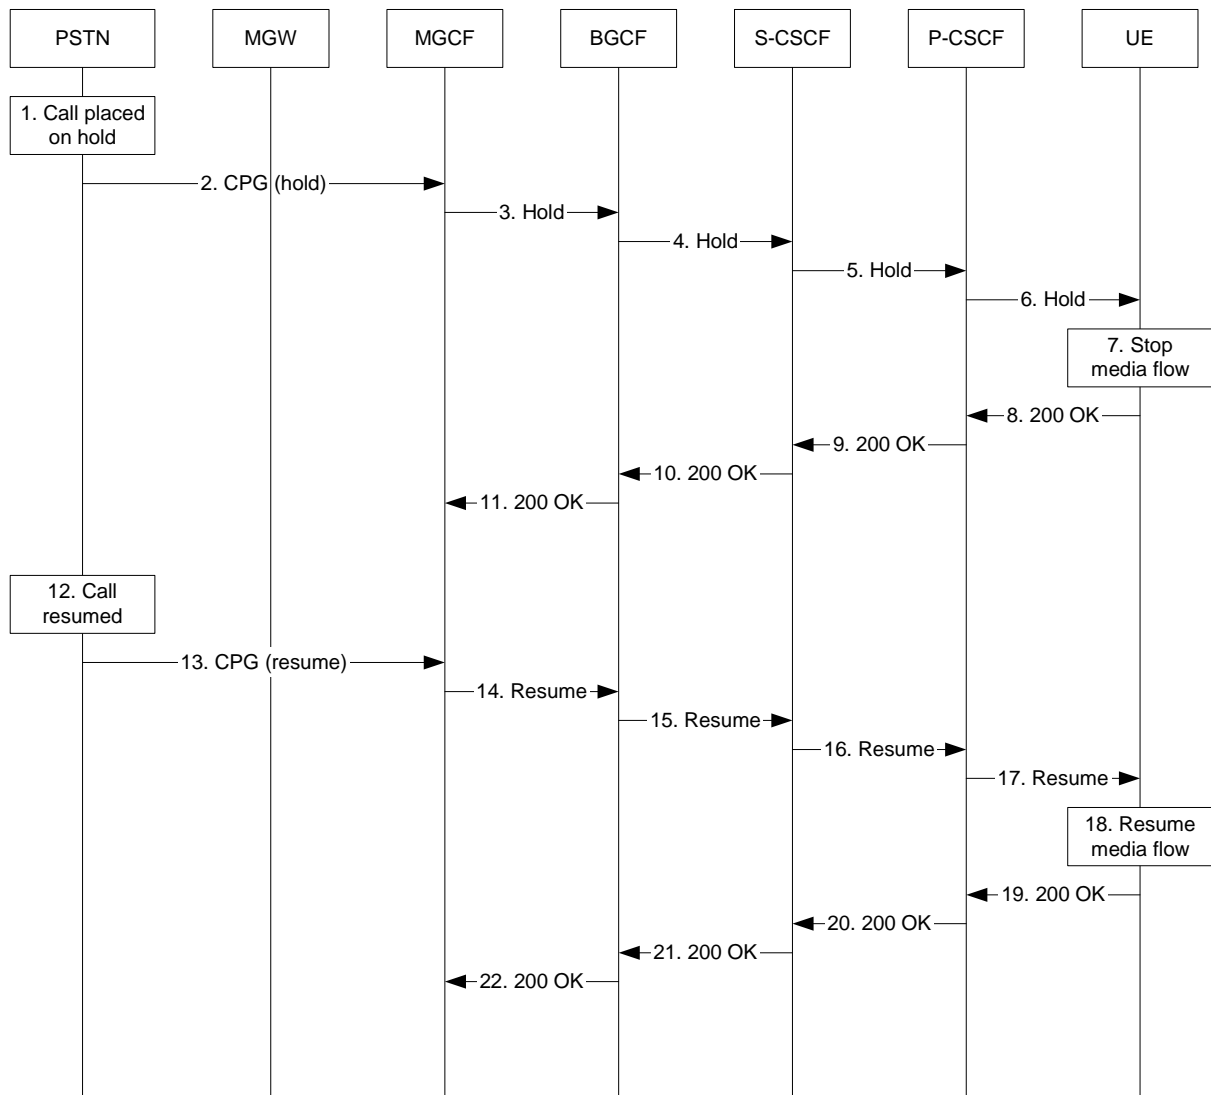 PSTN
MGW
MGCF
BGCF
S-CSCF
P-CSCF
UE
1. Call placed
on hold
2. CPG (hold)
3. Hold
4. Hold
5. Hold
6. Hold
7. Stop
media flow
8. 200 OK
9. 200 OK
10. 200 OK
11. 200 OK
12. Call
resumed
13. CPG (resume)
14. Resume
15. Resume
16. Resume
17. Resume
18. Resume
media flow
19. 200 OK
20. 200 OK
21. 200 OK
22. 200 OK